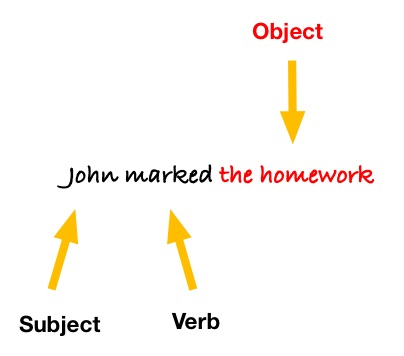 Object
John marked the homework
Subject Verb